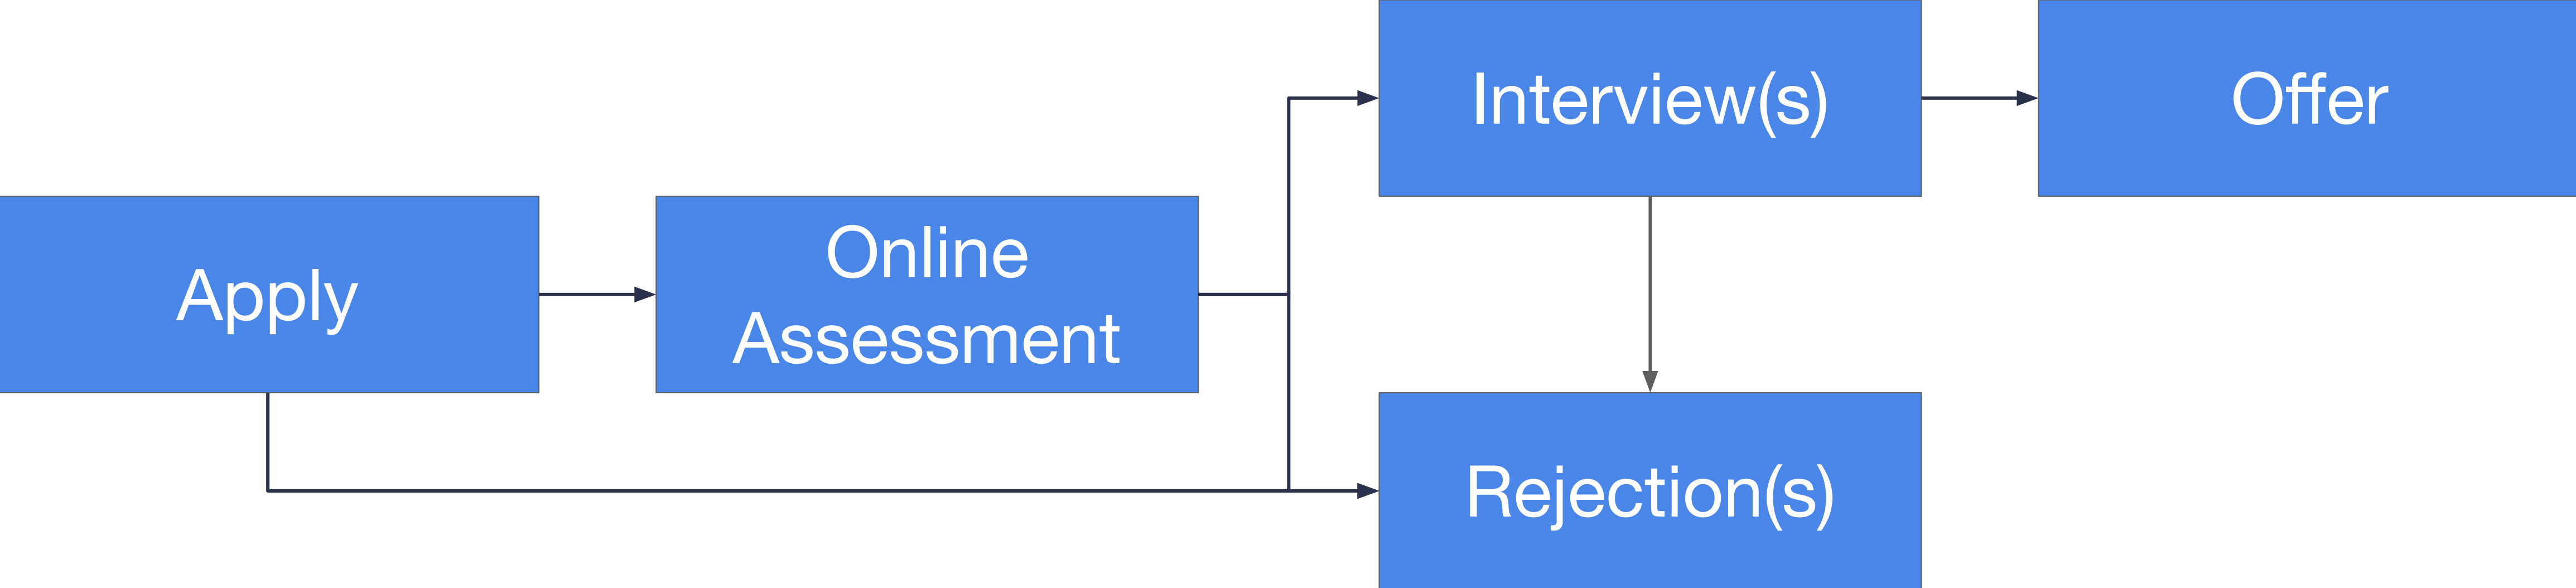 Apply
Online
Assessment
Interview(s)
Offer
Rejection(s)